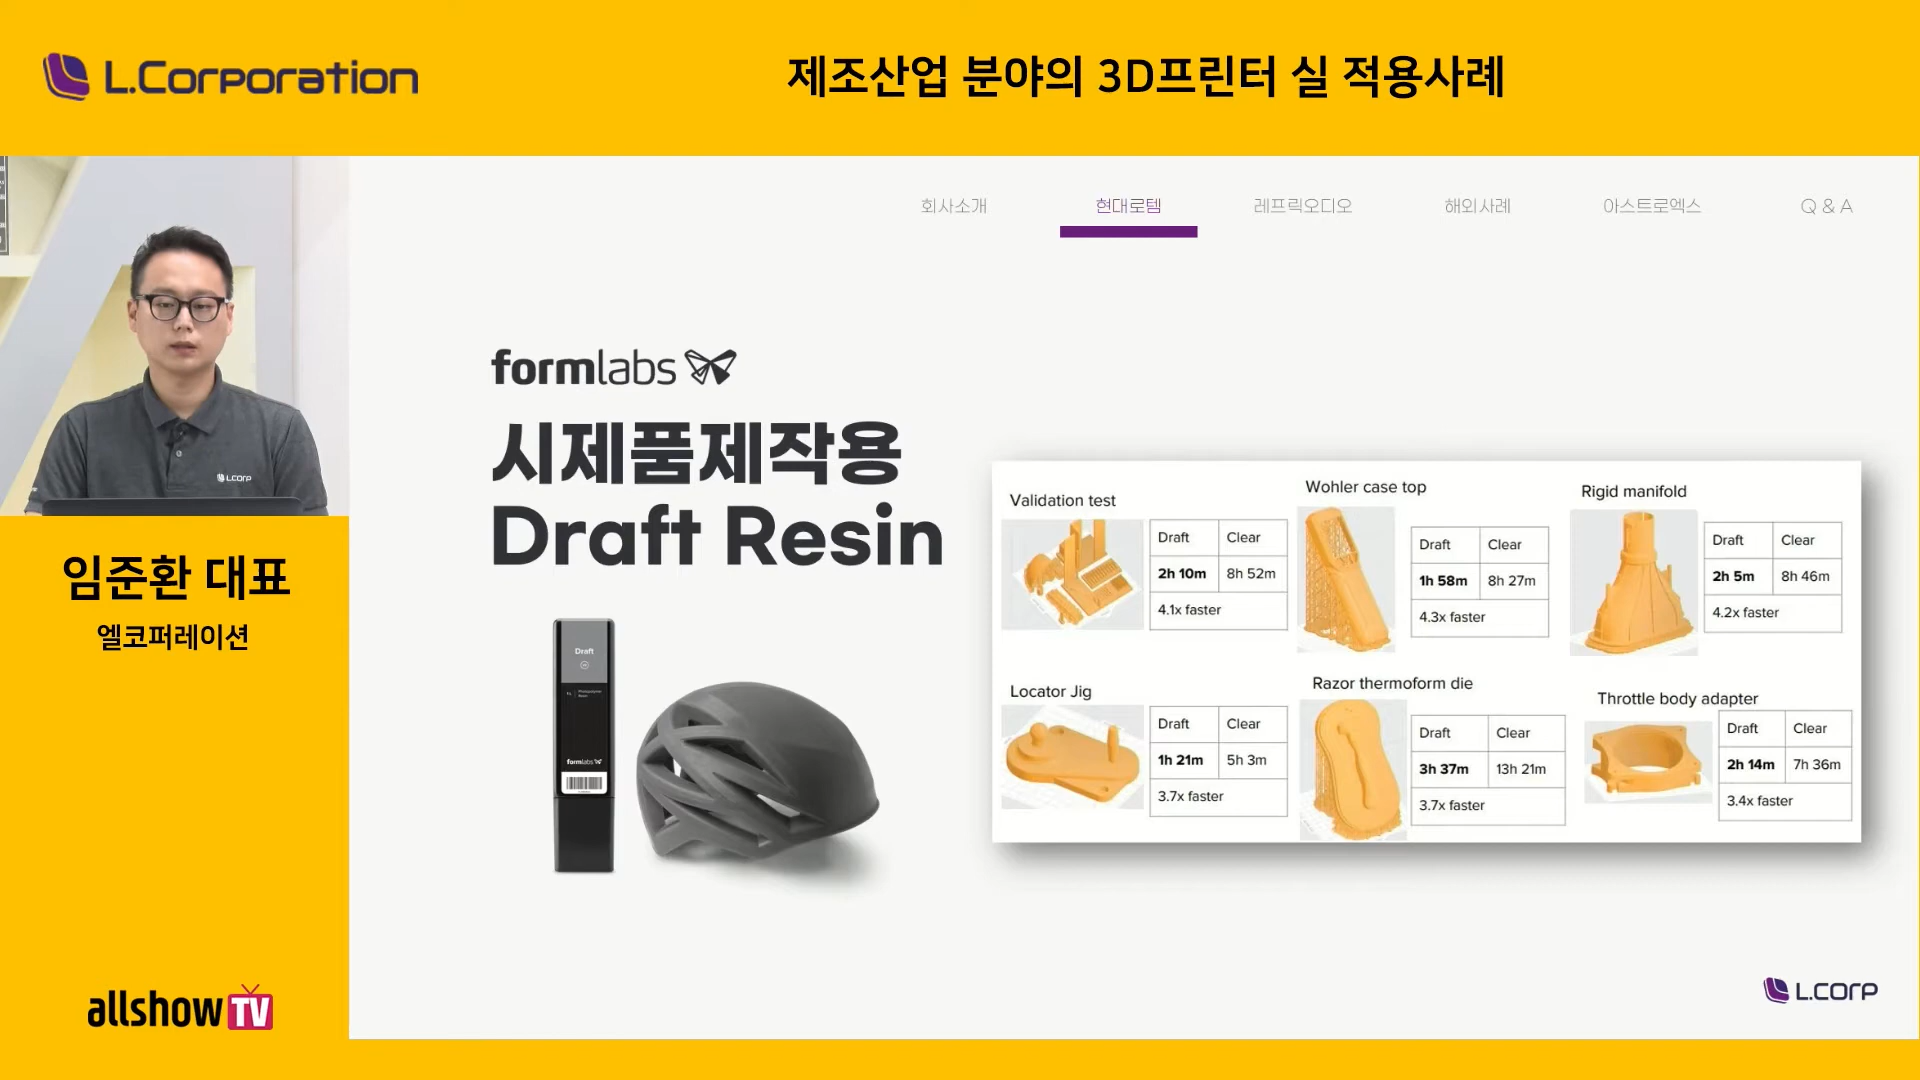 L.Corporation
제조산업 분야의 3D프린터 실 적용사례
회사소개 현대로템 레프릭오디오 해외사례 아스트로엑스 Q & A
L.CORP
임준환 대표
엘코퍼레이션
allshowTV
formlabs
시제품제작용
Draft Resin
Draft
formlabs
Validation test
Draft Clear
2h 10m 8h 52m
4.1x faster
Wohler case top
Draft Clear
1h 58m 8h 27m
4.3x faster
Rigid manifold
Draft Clear
2h 5m 8h 46m
4.2x faster
Locator Jig
Draft Clear
1h 21m 5h 3m
3.7x faster
Razor thermoform die
Draft Clear
3h 37m 13h 21m
3.7x faster
Throttle body adapter
Draft Clear
2h 14m 7h 36m
3.4x faster
L.CORP